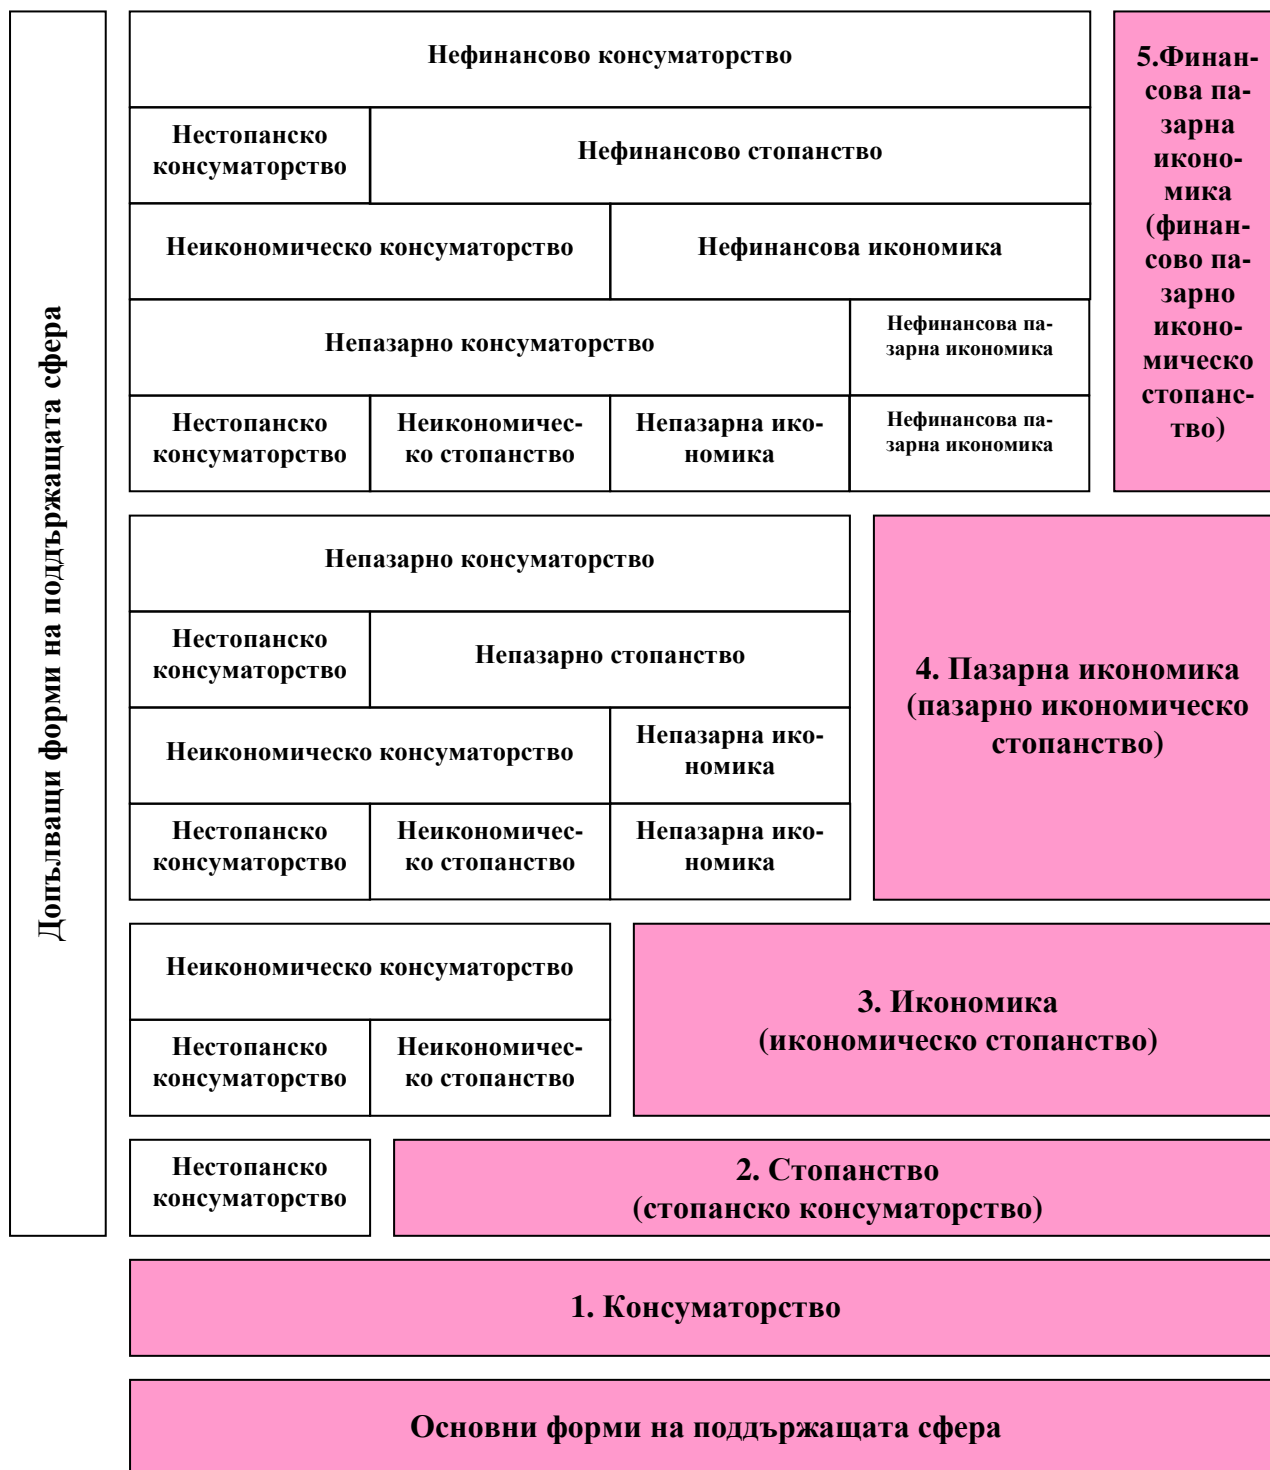 Допълващи форми на поддържащата сфера
Нефинансово консуматорство
Нестопанско
консуматорство
Нефинансово стопанство
Неикономическо консуматорство
Нефинансова икономика
Непазарно консуматорство
Нефинансова па-
зарна икономика
Нестопанско
консуматорство
Неикономичес-
ко стопанство
Непазарна ико-
номика
Нефинансова па-
зарна икономика
5.Финан-
сова па-
зарна
иконо-
мика
(финан-
сово па-
зарно
иконо-
мическо
стопанс-
тво)
Непазарно консуматорство
Нестопанско
консуматорство
Непазарно стопанство
Неикономическо консуматорство
Непазарна ико-
номика
Нестопанско
консуматорство
Неикономичес-
ко стопанство
Непазарна ико-
номика
4. Пазарна икономика
(пазарно икономическо
стопанство)
Неикономическо консуматорство
Нестопанско
консуматорство
Неикономичес-
ко стопанство
3. Икономика
(икономическо стопанство)
Нестопанско
консуматорство
2. Стопанство
(стопанско консуматорство)
1. Консуматорство
Основни форми на поддържащата сфера